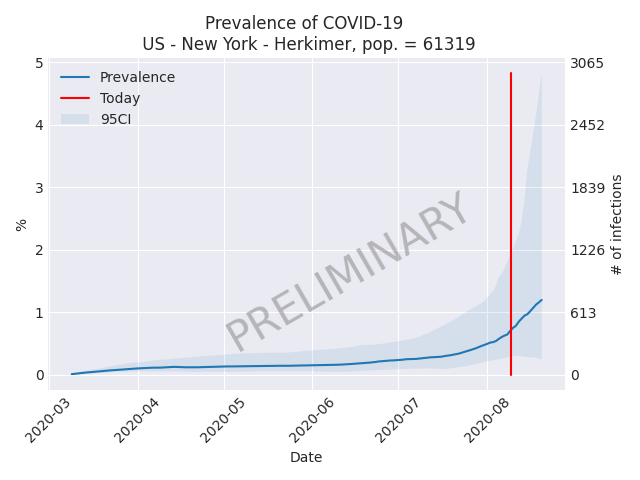 Prevalence of COVID-19
US - New York - Herkimer, pop. = 61319
Prevalence
Today
95CI
5
4
3
2
1
0
%
3065
2452
1839
1226
613
0
# of infections
PRELIMINARY
2020-03
2020-04
2020-05
2020-06
2020-07
2020-08
Date